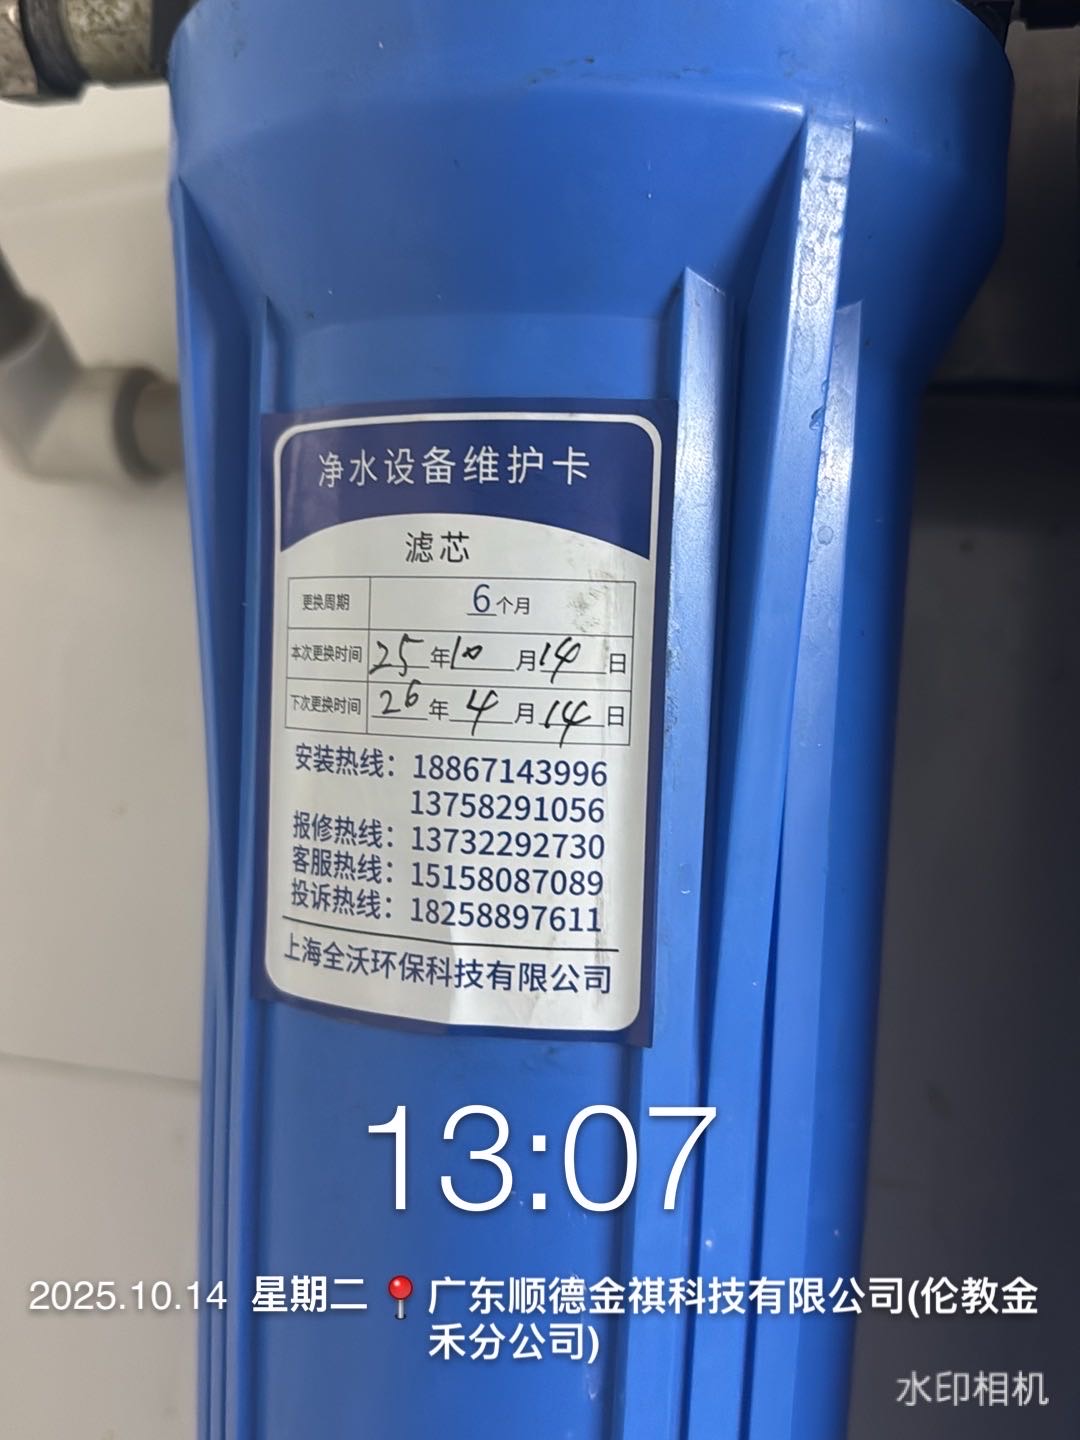 净水设备维护卡
滤芯
更换周期 6个月
本次更换时间 25年10月14日
下次更换时间 26年4月14日
安装热线：18867143996
13758291056
报修热线：13732292730
客服热线：15158087089
投诉热线：18258897611
上海全沃环保科技有限公司
13:07
2025.10.14 星期二 广东顺德金祺科技有限公司(伦教金
禾分公司)
水印相机